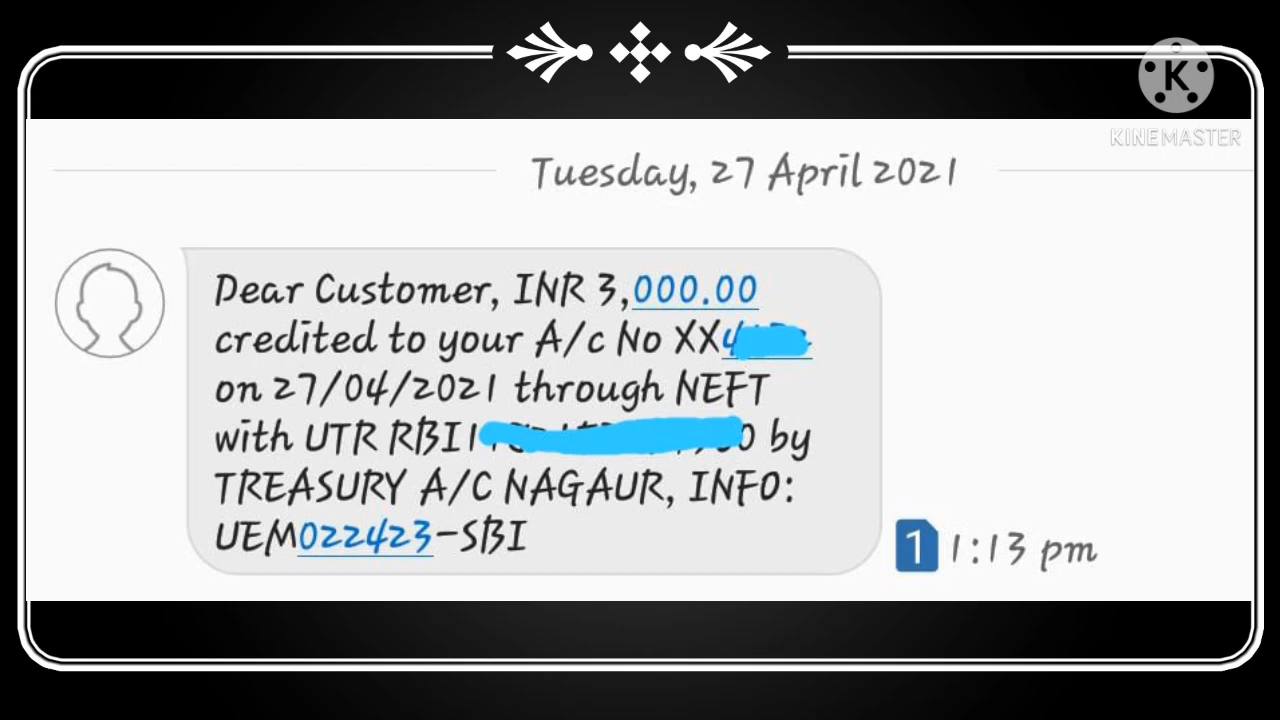 KINEMASTER
Tuesday, 27 April 2021
Dear Customer, INR 3,000.00
credited to your A/c No
on 27/04/2021 through NEFT
with UTR by
TREASURY A/C NAGAUR, INFO:
UEM022423-SBI
1 1:13 pm